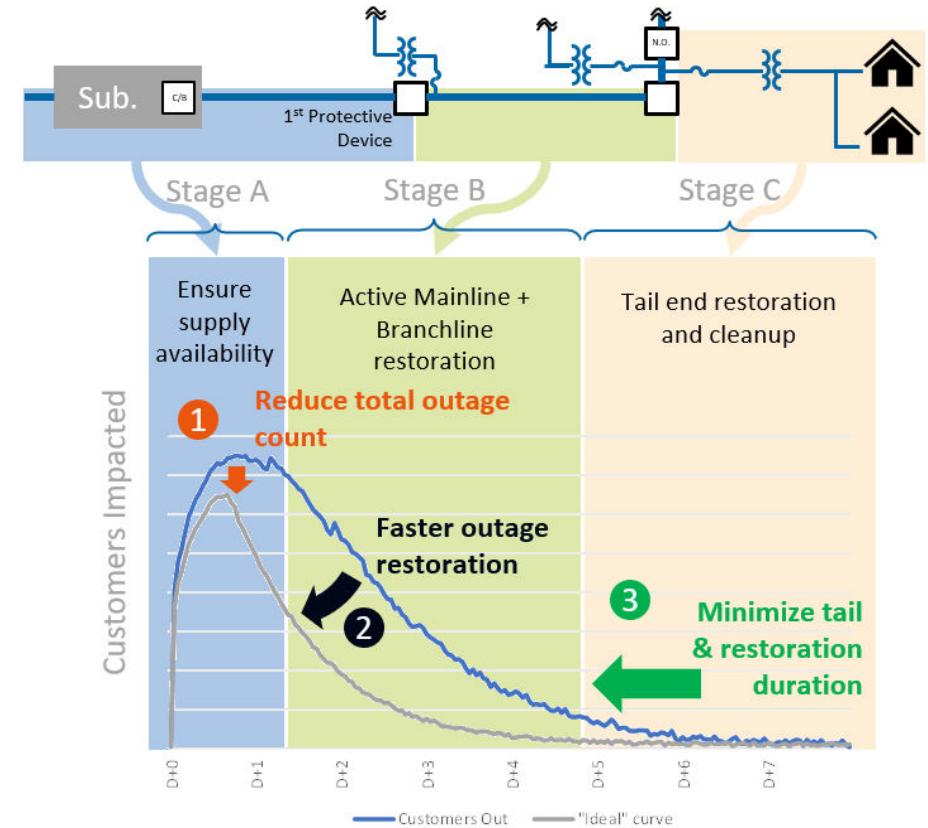 N.O.
Sub.
C/B
1st Protective
Device
Stage A
Stage B
Stage C
Ensure
supply
availability
Active Mainline +
Branchline
restoration
Tail end restoration
and cleanup
1
Reduce total outage
count
Faster outage
restoration
2
3
Minimize tail
& restoration
duration
Customers Impacted
D+0
D+1
D+2
D+3
D+4
D+5
D+6
D+7
Customers Out
"Ideal" curve